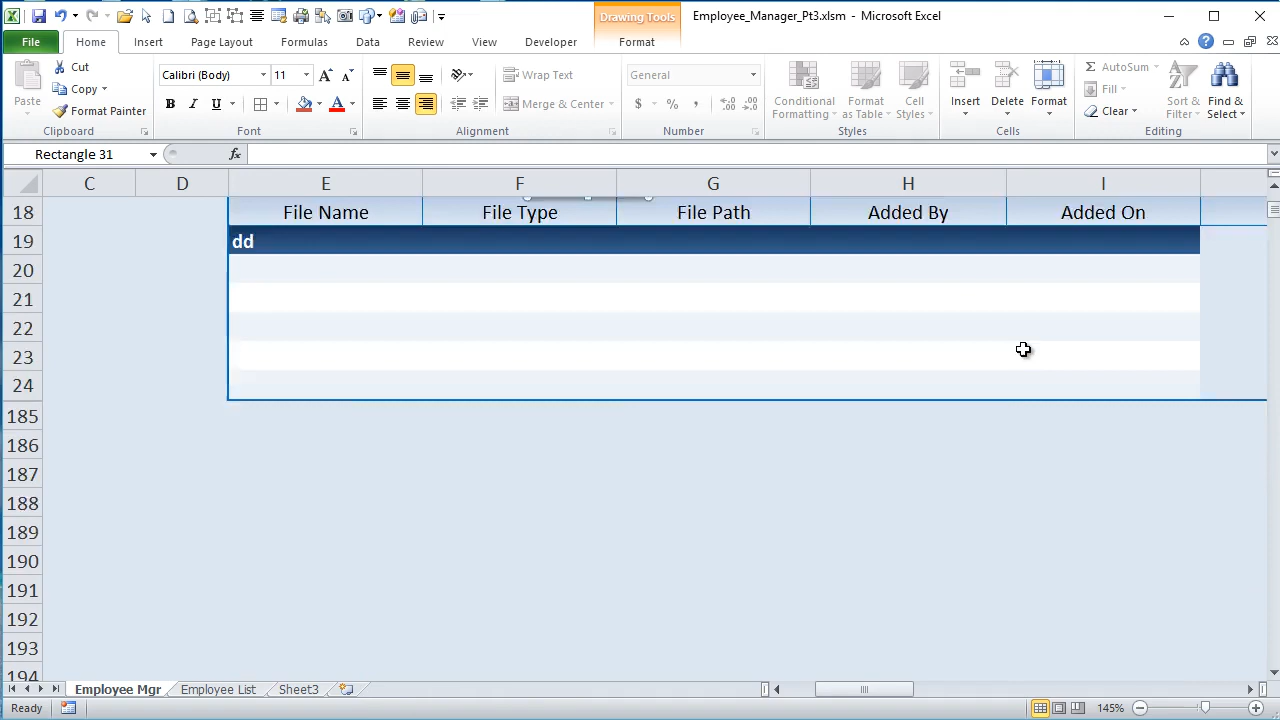 Drawing Tools
Employee_Manager_Pt3.xlsm - Microsoft Excel
File Home Insert Page Layout Formulas Data Review View Developer Format
Paste
Cut
Copy
Format Painter
Clipboard
Calibri (Body) 11
B I U
Font
Wrap Text
Merge & Center
Alignment
General
$ % ,
Number
Conditional Formatting
Format as Table
Cell Styles
Styles
Insert
Delete
Format
Cells
AutoSum
Fill
Clear
Sort & Filter
Find & Select
Editing
Rectangle 31 fx
C D E F G H I
18 File Name File Type File Path Added By Added On
19 dd
20
21
22
23
24
185
186
187
188
189
190
191
192
193
194
Employee Mgr Employee List Sheet3
Ready 145%